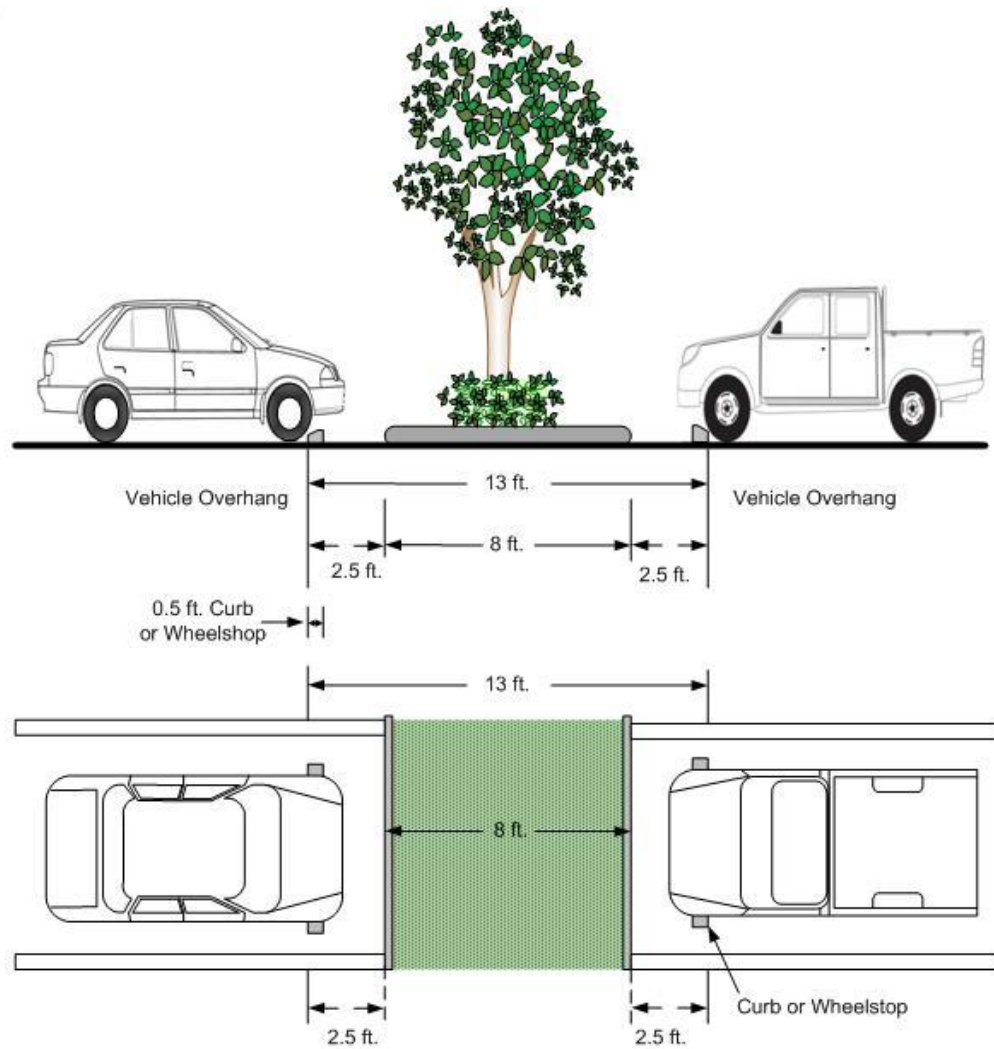 13 ft.
Vehicle Overhang
Vehicle Overhang
8 ft.
2.5 ft.
2.5 ft.
0.5 ft. Curb
or Wheelshop
13 ft.
8 ft.
Curb or Wheelstop
2.5 ft.
2.5 ft.